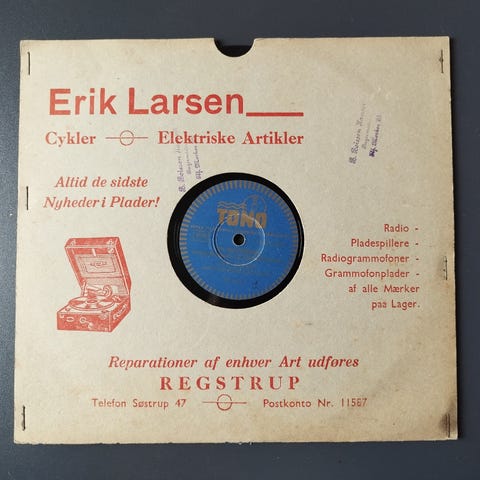 Erik Larsen
Cykler Elektriske Artikler
Altid de sidste
Nyheder i Plader!
TONO
Radio -
Pladespillere -
Radiogrammofoner -
Grammofonplader -
af alle Mærker
paa Lager.
Reparationer af enhver Art udføres
REGSTRUP
Telefon Søstrup 47 Postkonto Nr. 11587